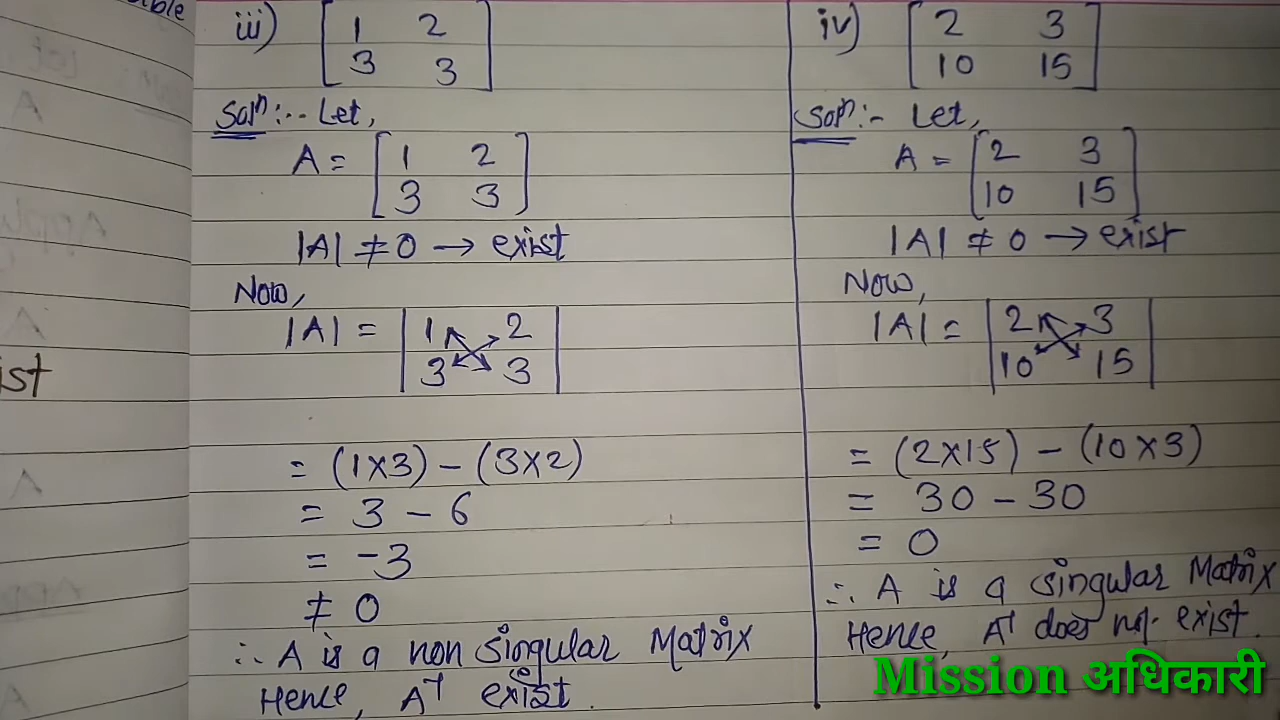 ible
ist
iii) [1 2
3 3]
Solⁿ :-- Let,
A = [1 2
3 3]
|A| ≠ 0 → exist
Now,
|A| = |1 2
3 3|
= (1×3) - (3×2)
= 3 - 6
= -3
≠ 0
∴ A is a non Singular Matrix
Hence, A⁻¹ exist.
iv) [2 3
10 15]
Solⁿ :- Let,
A = [2 3
10 15]
|A| ≠ 0 → exist
Now,
|A| = |2 3
10 15|
= (2×15) - (10×3)
= 30 - 30
= 0
∴ A is a Singular Matrix
Hence, A⁻¹ does not exist.
Mission अधिकारी